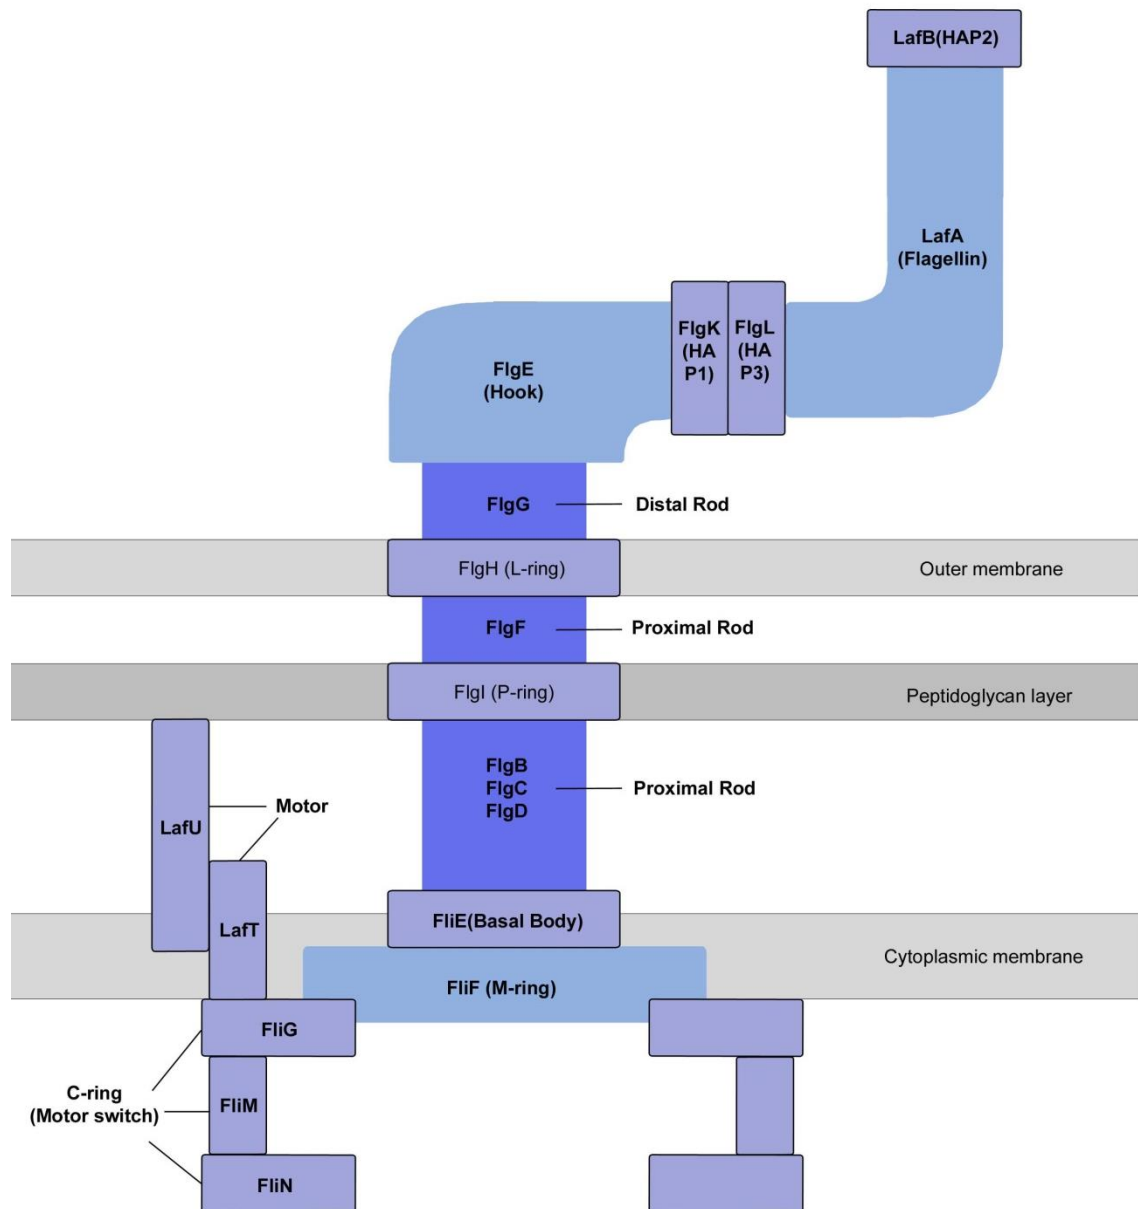 LafB(HAP2)
LafA
(Flagellin)
FlgK
(HA
P1)
FlgL
(HA
P3)
FlgE
(Hook)
FlgG
Distal Rod
FlgH (L-ring)
Outer membrane
FlgF
Proximal Rod
FlgI (P-ring)
Peptidoglycan layer
FlgB
FlgC
FlgD
Proximal Rod
Motor
LafU
LafT
FliE(Basal Body)
Cytoplasmic membrane
FliF (M-ring)
FliG
C-ring
(Motor switch)
FliM
FliN